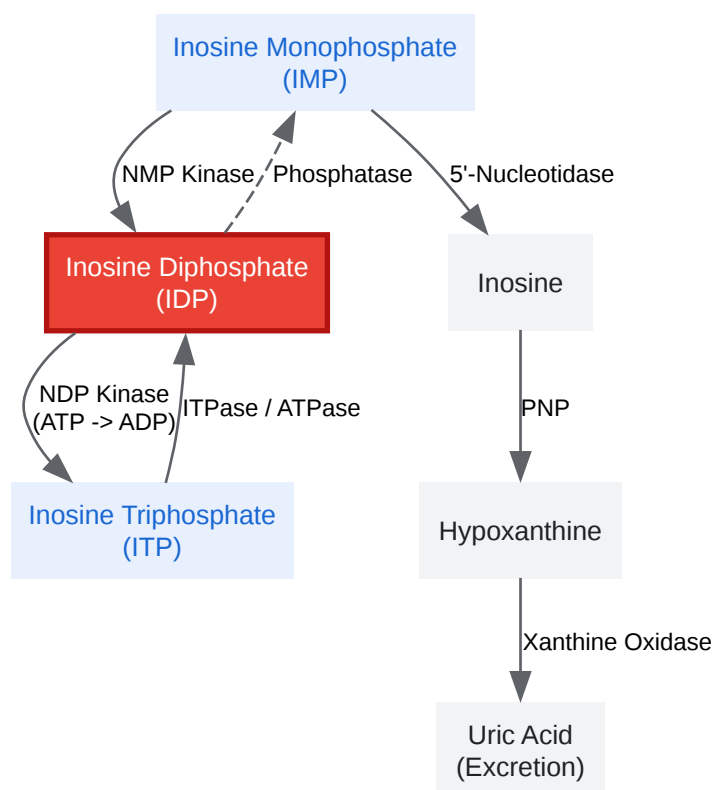 Inosine Monophosphate
(IMP)
NMP Kinase
Phosphatase
5'-Nucleotidase
Inosine Diphosphate
(IDP)
Inosine
NDP Kinase
(ATP -> ADP)
ITPase / ATPase
PNP
Inosine Triphosphate
(ITP)
Hypoxanthine
Xanthine Oxidase
Uric Acid
(Excretion)